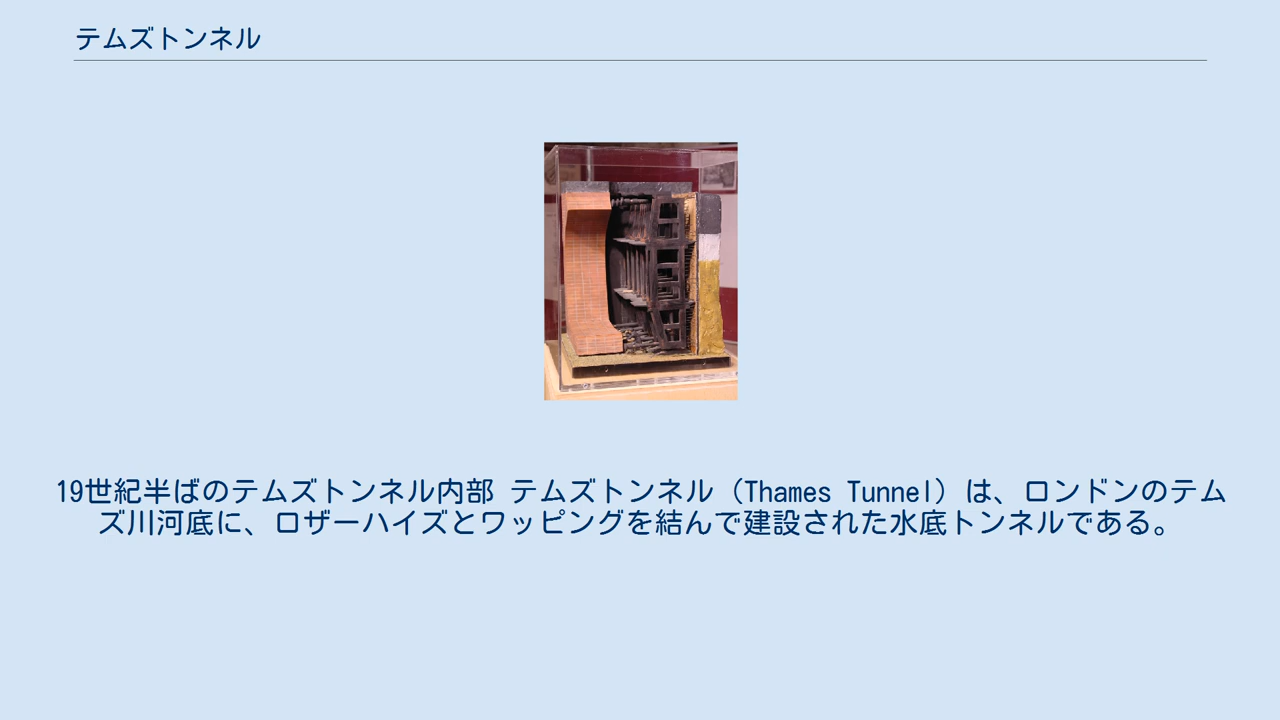 テムズトンネル
19世紀半ばのテムズトンネル内部 テムズトンネル（Thames Tunnel）は、ロンドンのテム
ズ川河底に、ロザーハイズとワッピングを結んで建設された水底トンネルである。